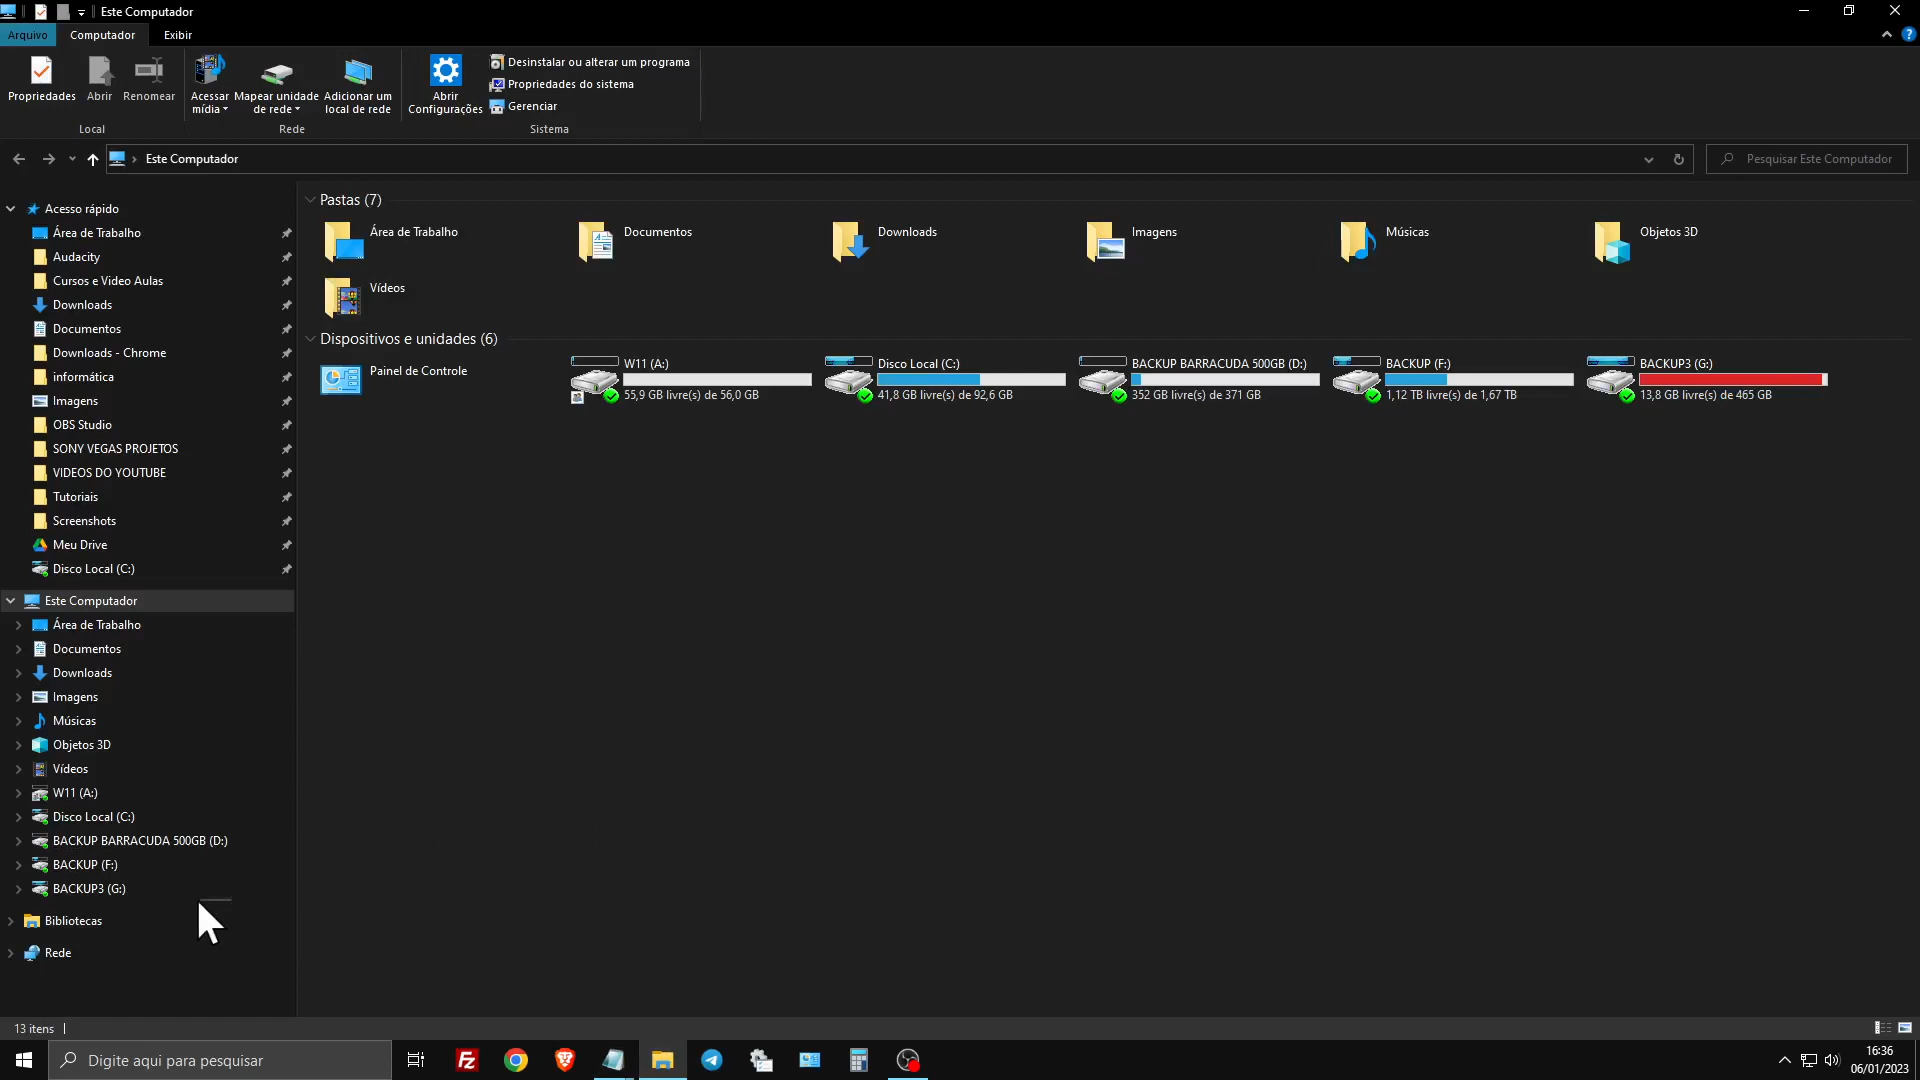 Este Computador
Arquivo
Computador
Exibir
Propriedades
Abrir
Renomear
Acessar mídia
Mapear unidade de rede
Adicionar um local de rede
Abrir Configurações
Desinstalar ou alterar um programa
Propriedades do sistema
Gerenciar
Local
Rede
Sistema
Este Computador
Pesquisar Este Computador
Acesso rápido
Área de Trabalho
Audacity
Cursos e Video Aulas
Downloads
Documentos
Downloads - Chrome
informática
Imagens
OBS Studio
SONY VEGAS PROJETOS
VIDEOS DO YOUTUBE
Tutoriais
Screenshots
Meu Drive
Disco Local (C:)
Este Computador
Área de Trabalho
Documentos
Downloads
Imagens
Músicas
Objetos 3D
Vídeos
W11 (A:)
Disco Local (C:)
BACKUP BARRACUDA 500GB (D:)
BACKUP (F:)
BACKUP3 (G:)
Bibliotecas
Rede
Pastas (7)
Área de Trabalho
Documentos
Downloads
Imagens
Músicas
Objetos 3D
Vídeos
Dispositivos e unidades (6)
Painel de Controle
W11 (A:)
55,9 GB livre(s) de 56,0 GB
Disco Local (C:)
41,8 GB livre(s) de 92,6 GB
BACKUP BARRACUDA 500GB (D:)
352 GB livre(s) de 371 GB
BACKUP (F:)
1,12 TB livre(s) de 1,67 TB
BACKUP3 (G:)
13,8 GB livre(s) de 465 GB
13 itens
Digite aqui para pesquisar
Fz
16:36
06/01/2023